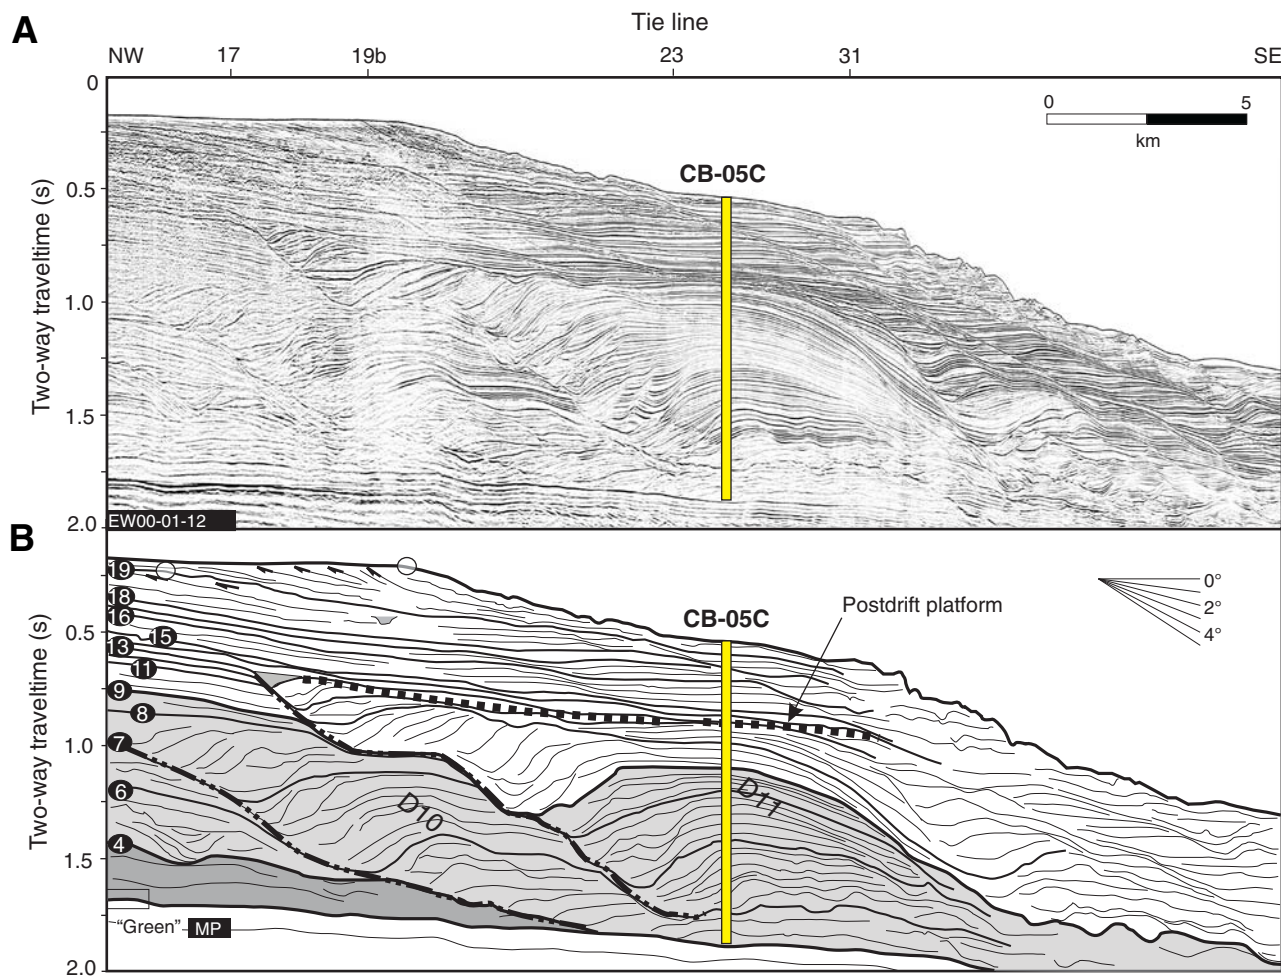 A
Tie line
NW 17 19b 23 31 SE
0
0 5
km
CB-05C
0.5
1.0
1.5
2.0
Two-way traveltime (s)
EW00-01-12
B
19
18
16
15
13
11
9
8
7
6
4
0°
2°
4°
Postdrift platform
CB-05C
0.5
1.0
1.5
2.0
Two-way traveltime (s)
D10
D11
“Green” MP